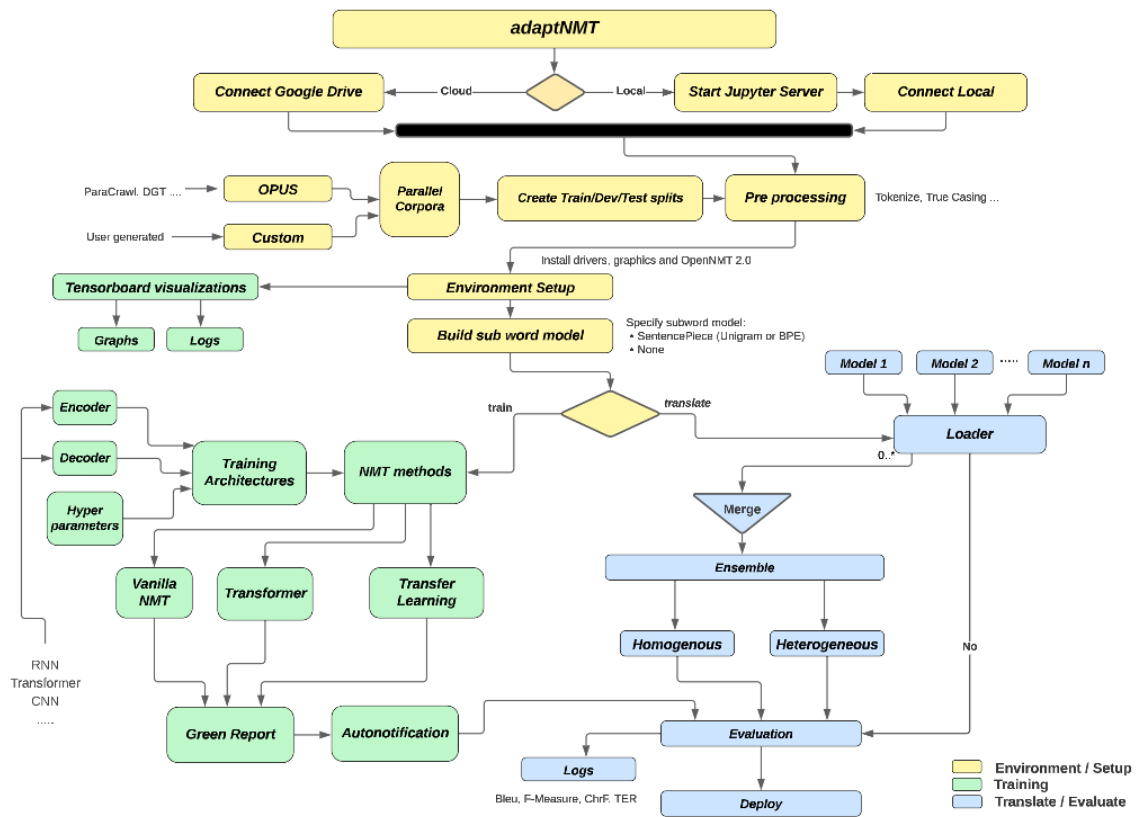 adaptNMT
Connect Google Drive
Cloud
Local
Start Jupyter Server
Connect Local
ParaCrawl. DGT ....
OPUS
Parallel
Corpora
Create Train/Dev/Test splits
Pre processing
Tokenize, True Casing ...
User generated
Custom
Install drivers, graphics and OpenNMT 2.0
Tensorboard visualizations
Environment Setup
Graphs
Logs
Build sub word model
Specify subword model:
• SentencePiece (Unigram or BPE)
• None
Model 1
Model 2
.....
Model n
Encoder
train
translate
Loader
0..*
Decoder
Training
Architectures
NMT methods
Hyper
parameters
Merge
Ensemble
Vanilla
NMT
Transformer
Transfer
Learning
Homogenous
Heterogeneous
No
RNN
Transformer
CNN
.....
Green Report
Autonotification
Evaluation
Logs
Bleu, F-Measure, ChrF. TER
Deploy
Environment / Setup
Training
Translate / Evaluate